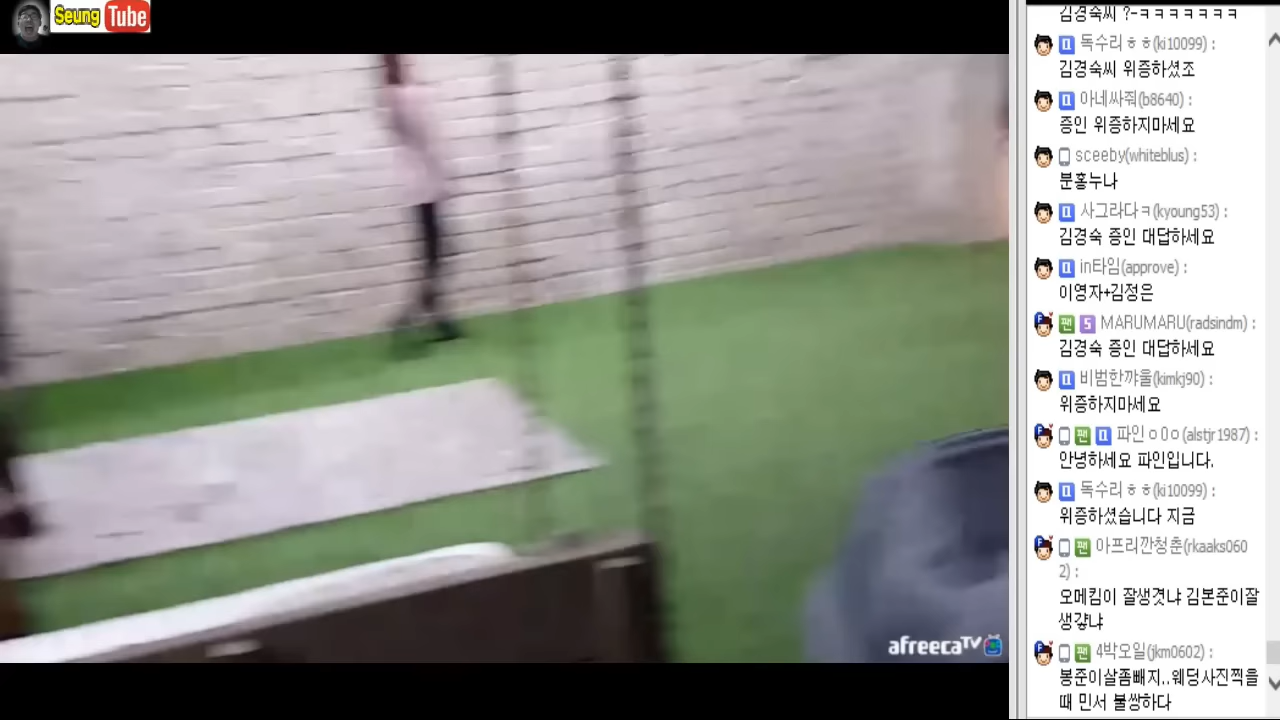 Seung Tube
김경숙씨 ?-ㅋㅋㅋㅋㅋㅋㅋ
독수리ㅎㅎ(ki10099) :
김경숙씨 위증하셨조
아네싸줘(b8640) :
증인 위증하지마세요
sceeby(whiteblus) :
분홍누나
사그라다ㅋ(kyoung53) :
김경숙 증인 대답하세요
in타임(approve) :
이영자+김정은
MARUMARU(radsindm) :
김경숙 증인 대답하세요
비범한꺄울(kimkj90) :
위증하지마세요
파인ㅇ0ㅇ(alstjr1987) :
안녕하세요 파인입니다.
독수리ㅎㅎ(ki10099) :
위증하셨습니다 지금
아프리깐청춘(rkaaks060
2) :
오메킴이 잘생겻냐 김본준이잘
생걓냐
4박오일(jkm0602) :
봉준이살좀빼지..웨딩사진찍을
때 민서 불쌍하다
afreecaTV